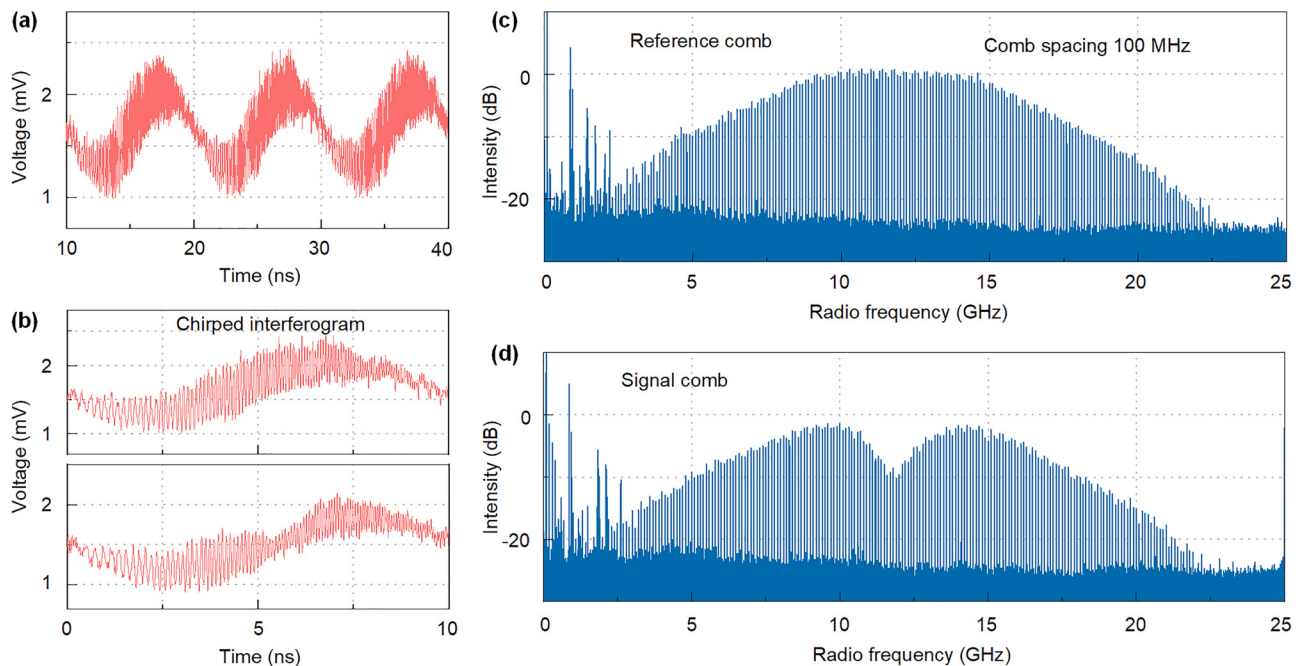 (a)
Voltage (mV)
2
1
10 20 30 40
Time (ns)
(b)
Chirped interferogram
Voltage (mV)
2
1
2
1
0 5 10
Time (ns)
(c)
Reference comb Comb spacing 100 MHz
Intensity (dB)
0
-20
0 5 10 15 20 25
Radio frequency (GHz)
(d)
Signal comb
Intensity (dB)
0
-20
0 5 10 15 20 25
Radio frequency (GHz)